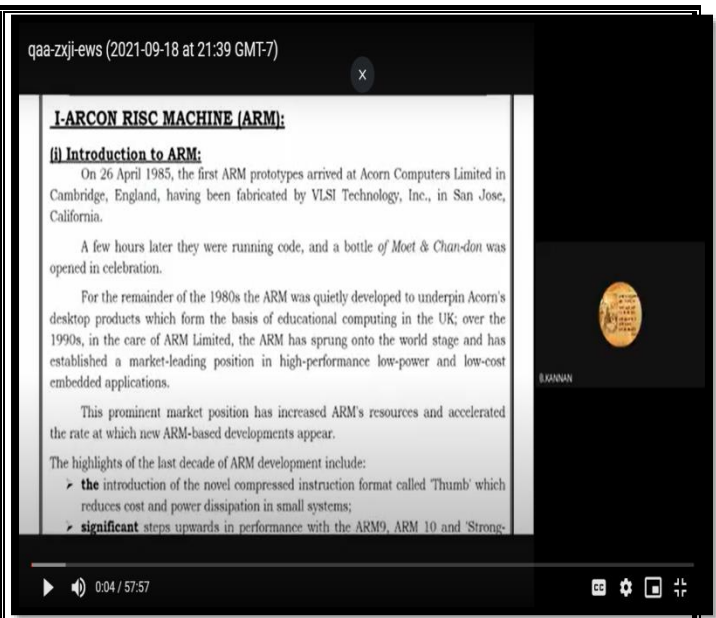 qaa-zxji-ews (2021-09-18 at 21:39 GMT-7)
X
I-ARCON RISC MACHINE (ARM):
(i) Introduction to ARM:
On 26 April 1985, the first ARM prototypes arrived at Acorn Computers Limited in
Cambridge, England, having been fabricated by VLSI Technology, Inc., in San Jose,
California.
A few hours later they were running code, and a bottle of Moet & Chan-don was
opened in celebration.
For the remainder of the 1980s the ARM was quietly developed to underpin Acorn's
desktop products which form the basis of educational computing in the UK; over the
1990s, in the care of ARM Limited, the ARM has sprung onto the world stage and has
established a market-leading position in high-performance low-power and low-cost
embedded applications.
This prominent market position has increased ARM's resources and accelerated
the rate at which new ARM-based developments appear.
The highlights of the last decade of ARM development include:
➢ the introduction of the novel compressed instruction format called 'Thumb' which
reduces cost and power dissipation in small systems;
➢ significant steps upwards in performance with the ARM9, ARM 10 and 'Strong-
B.KANNAN
0:04 / 57:57
CC